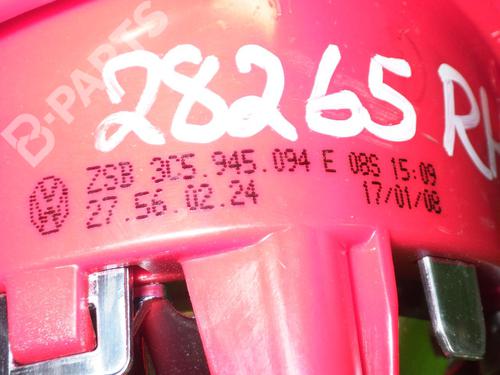 B-PARTS
28265 RH
ZSB 3C5.945.094 E 08S 15:09
27.56.02.24 17/01/08